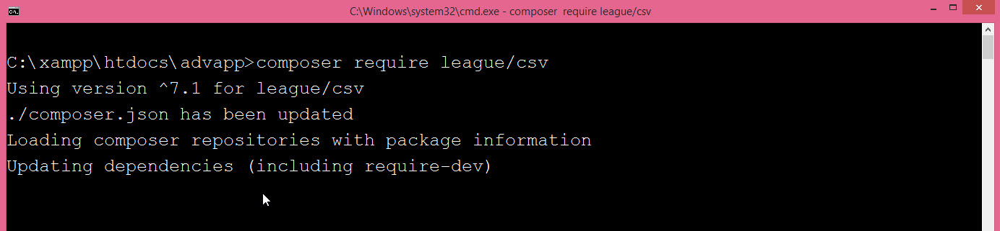 C:\Windows\system32\cmd.exe - composer  require league/csv
C:\xampp\htdocs\advapp>composer require league/csv
Using version ^7.1 for league/csv
./composer.json has been updated
Loading composer repositories with package information
Updating dependencies (including require-dev)